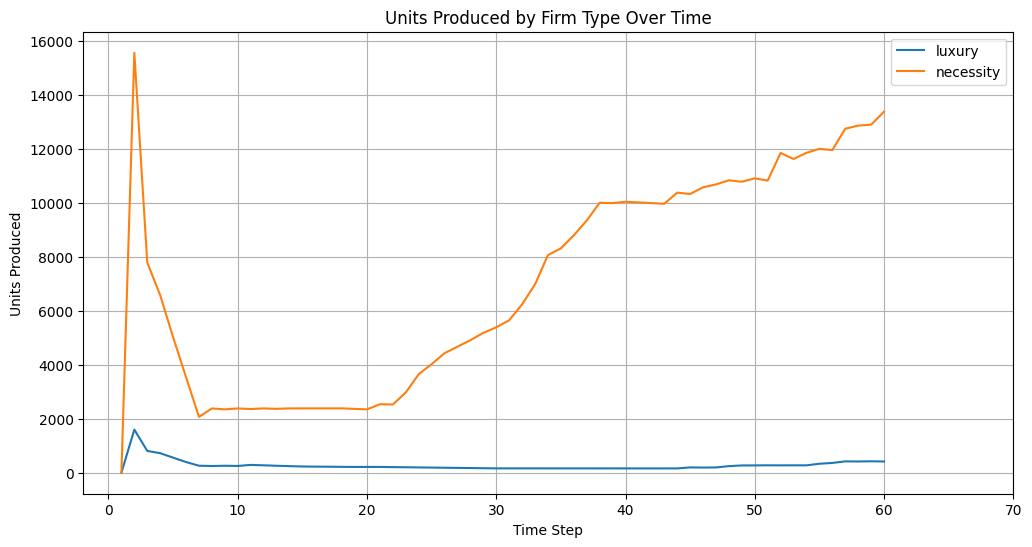 Units Produced by Firm Type Over Time
luxury
necessity
Units Produced
16000
14000
12000
10000
8000
6000
4000
2000
0
0 10 20 30 40 50 60 70
Time Step